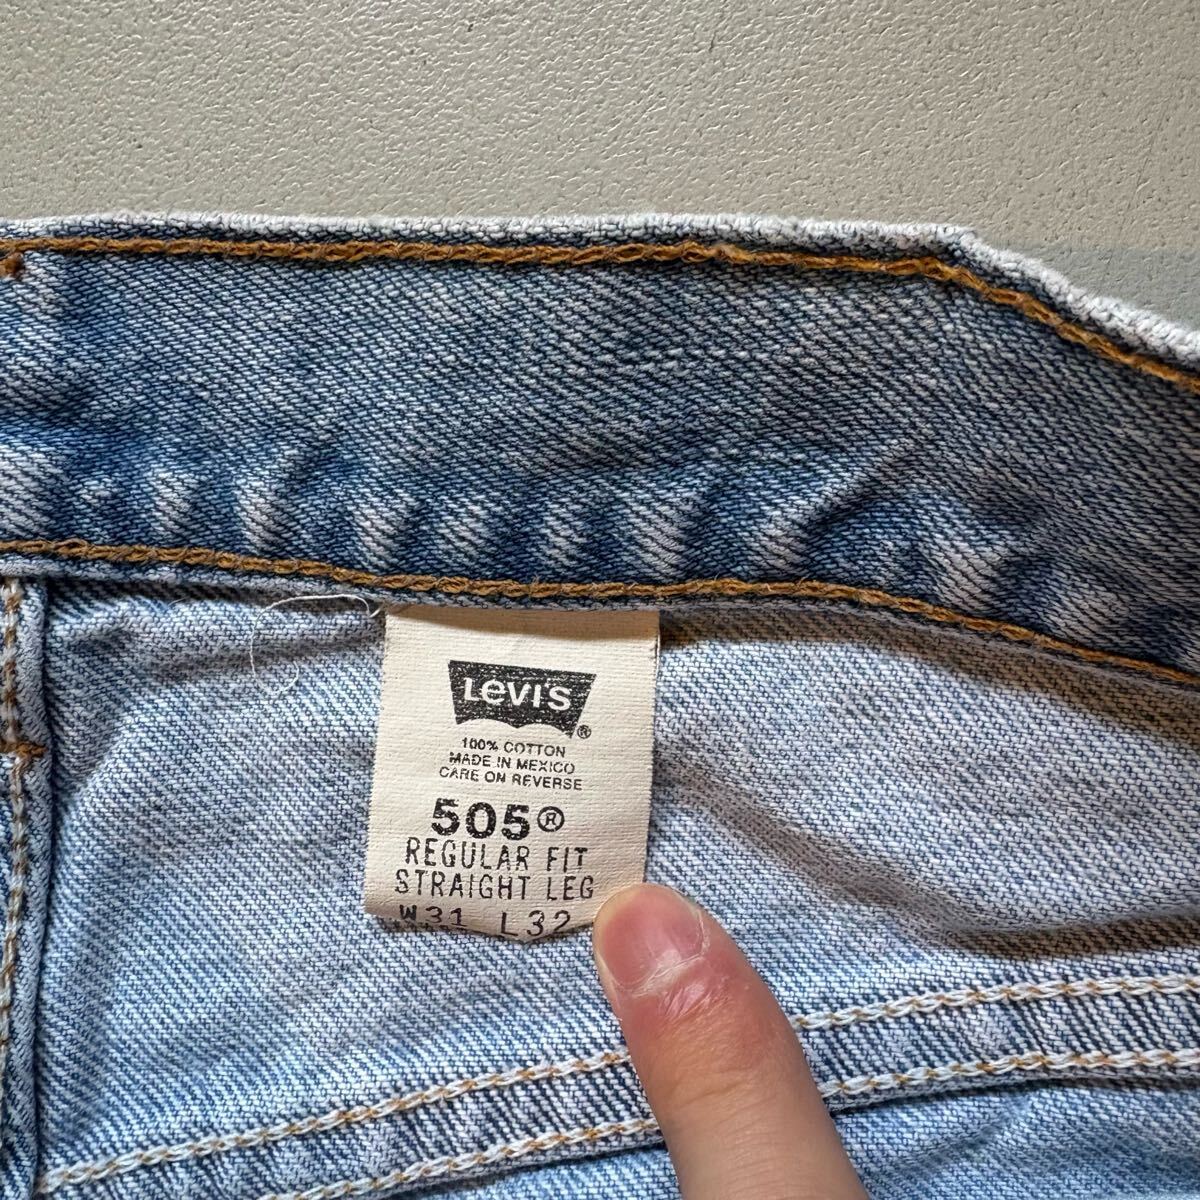 LEVI'S®
100% COTTON
MADE IN MEXICO
CARE ON REVERSE
505®
REGULAR FIT
STRAIGHT LEG
W31 L32